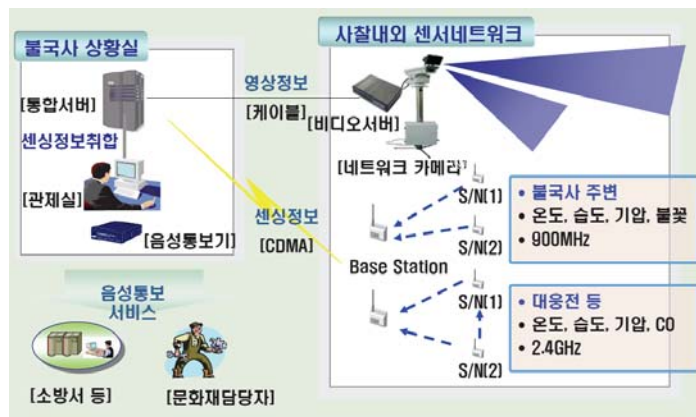 불국사 상황실
[통합서버]
센싱정보취합
[관제실]
[음성통보기]
음성통보
서비스
[소방서 등]
[문화재담당자]
영상정보
[케이블]
센싱정보
[CDMA]
사찰내외 센서네트워크
[비디오서버]
[네트워크 카메라]
S/N(1)
S/N(2)
Base Station
S/N(1)
S/N(2)
• 불국사 주변
• 온도, 습도, 기압, 불꽃
• 900MHz
• 대웅전 등
• 온도, 습도, 기압, CO
• 2.4GHz